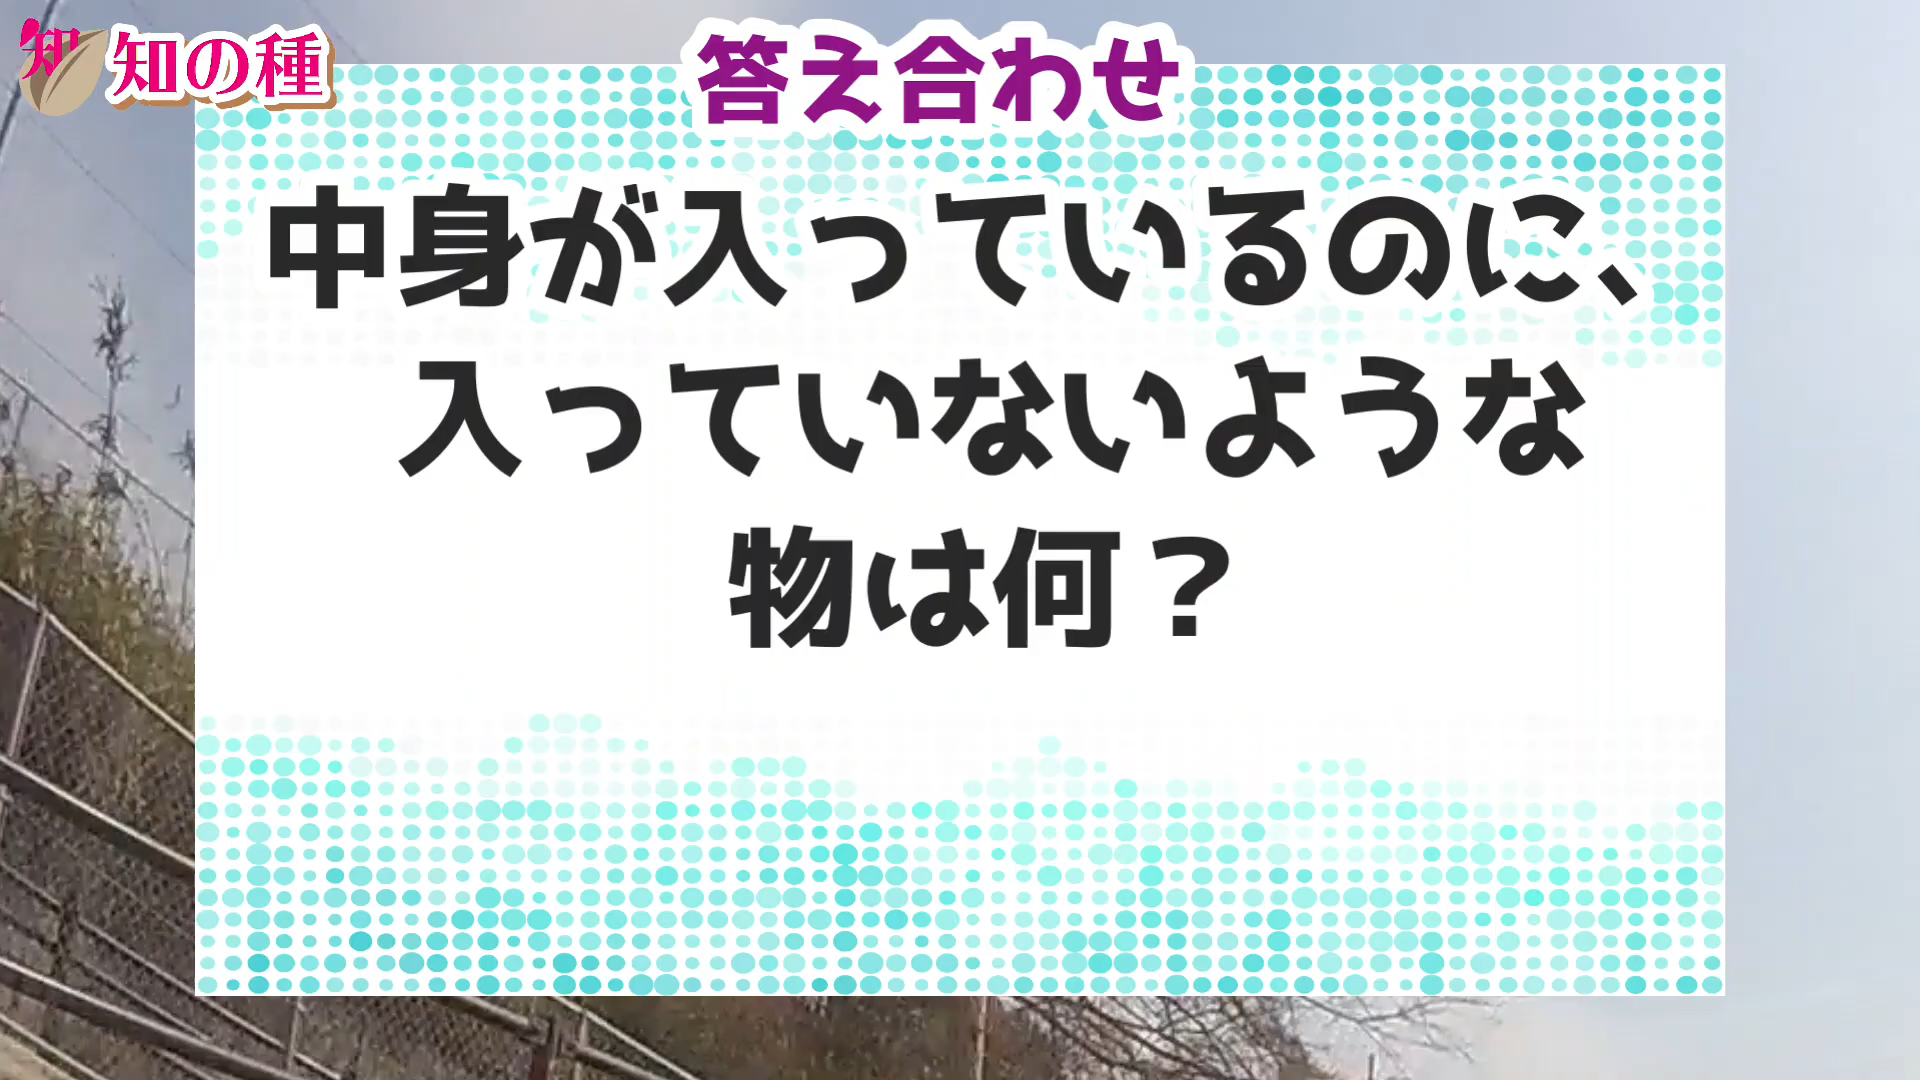 知 知の種
答え合わせ
中身が入っているのに、
入っていないような
物は何？